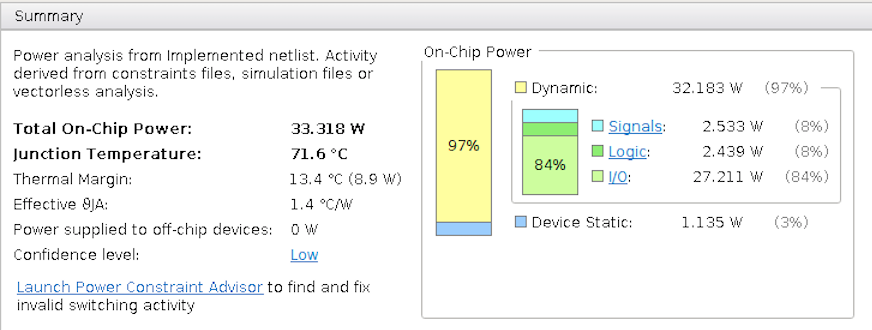 Summary
Power analysis from Implemented netlist. Activity
derived from constraints files, simulation files or
vectorless analysis.
Total On-Chip Power: 33.318 W
Junction Temperature: 71.6 °C
Thermal Margin: 13.4 °C (8.9 W)
Effective ϑJA: 1.4 °C/W
Power supplied to off-chip devices: 0 W
Confidence level: Low
Launch Power Constraint Advisor to find and fix
invalid switching activity
On-Chip Power
97%
Dynamic: 32.183 W (97%)
84%
Signals: 2.533 W (8%)
Logic: 2.439 W (8%)
I/O: 27.211 W (84%)
Device Static: 1.135 W (3%)